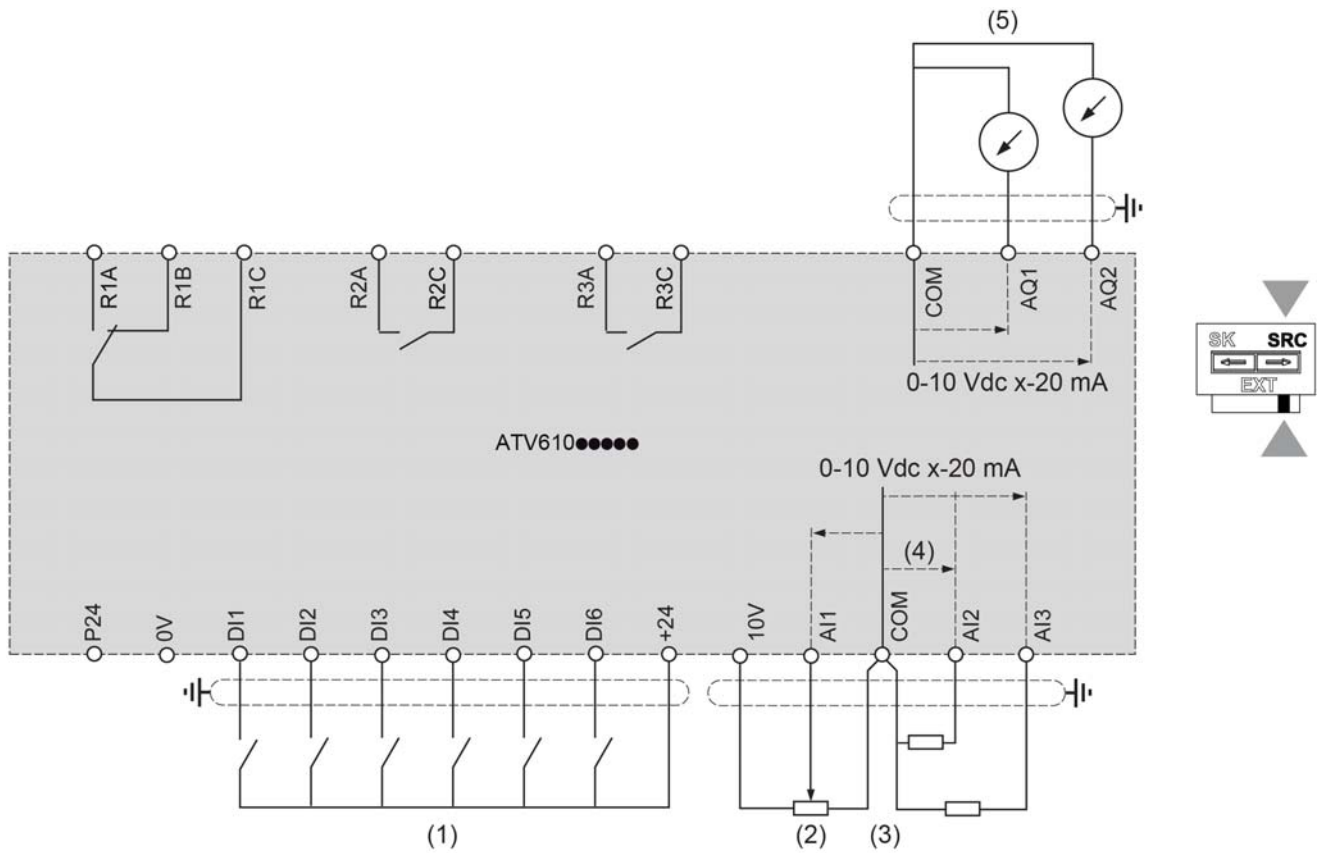 (5)
R1A
R1B
R1C
R2A
R2C
R3A
R3C
COM
AQ1
AQ2
0-10 Vdc x-20 mA
SK SRC
EXT
ATV610●●●●●
0-10 Vdc x-20 mA
(4)
P24
0V
DI1
DI2
DI3
DI4
DI5
DI6
+24
10V
AI1
COM
AI2
AI3
(1)
(2)
(3)